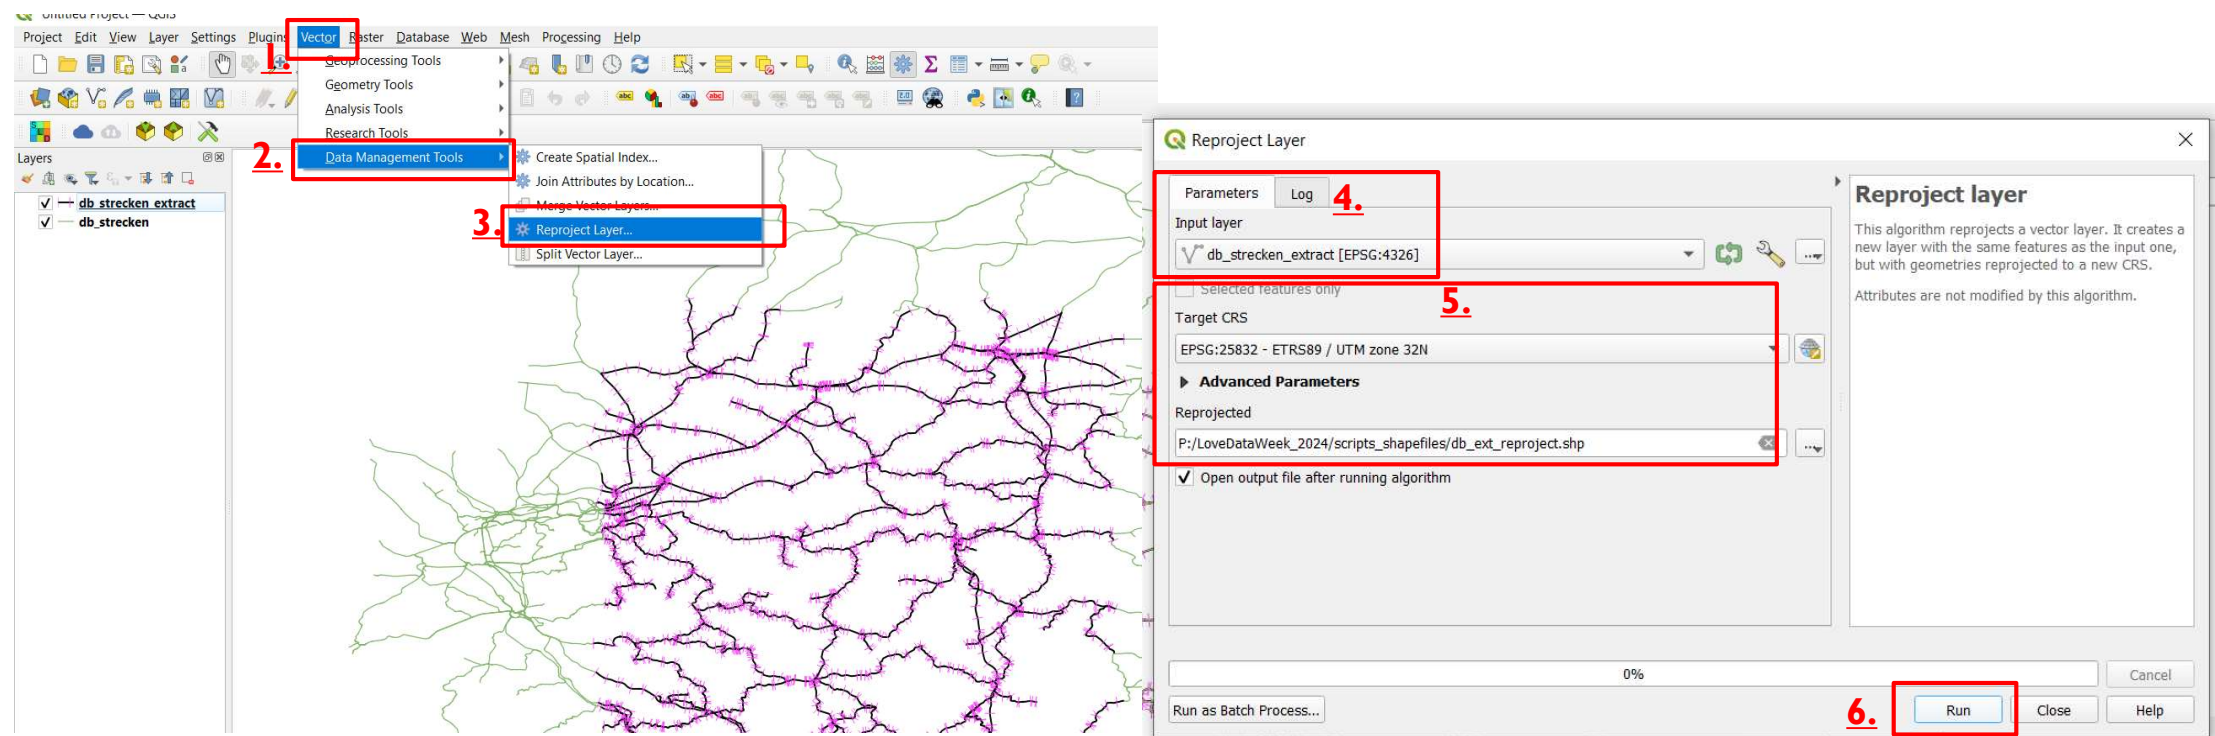 Untitled Project — QGIS
Project Edit View Layer Settings Plugins Vector Raster Database Web Mesh Processing Help
1.
Geoprocessing Tools
Geometry Tools
Analysis Tools
Research Tools
2.
Data Management Tools
Create Spatial Index...
Join Attributes by Location...
Merge Vector Layers...
3.
Reproject Layer...
Split Vector Layer...
Layers
db_strecken_extract
db_strecken
Reproject Layer
Parameters Log
4.
Input layer
db_strecken_extract [EPSG:4326]
Selected features only
5.
Target CRS
EPSG:25832 - ETRS89 / UTM zone 32N
Advanced Parameters
Reprojected
P:/LoveDataWeek_2024/scripts_shapefiles/db_ext_reproject.shp
Open output file after running algorithm
Reproject layer
This algorithm reprojects a vector layer. It creates a
new layer with the same features as the input one,
but with geometries reprojected to a new CRS.
Attributes are not modified by this algorithm.
0%
Cancel
Run as Batch Process...
6.
Run
Close
Help